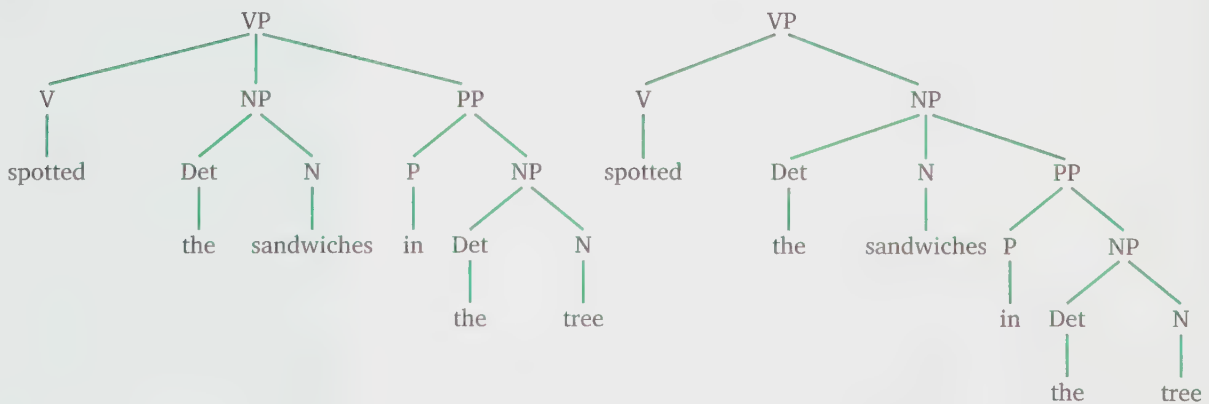 VP VP
V NP PP V NP
spotted Det N P NP spotted Det N PP
the sandwiches in Det N the sandwiches P NP
the tree in Det N
the tree